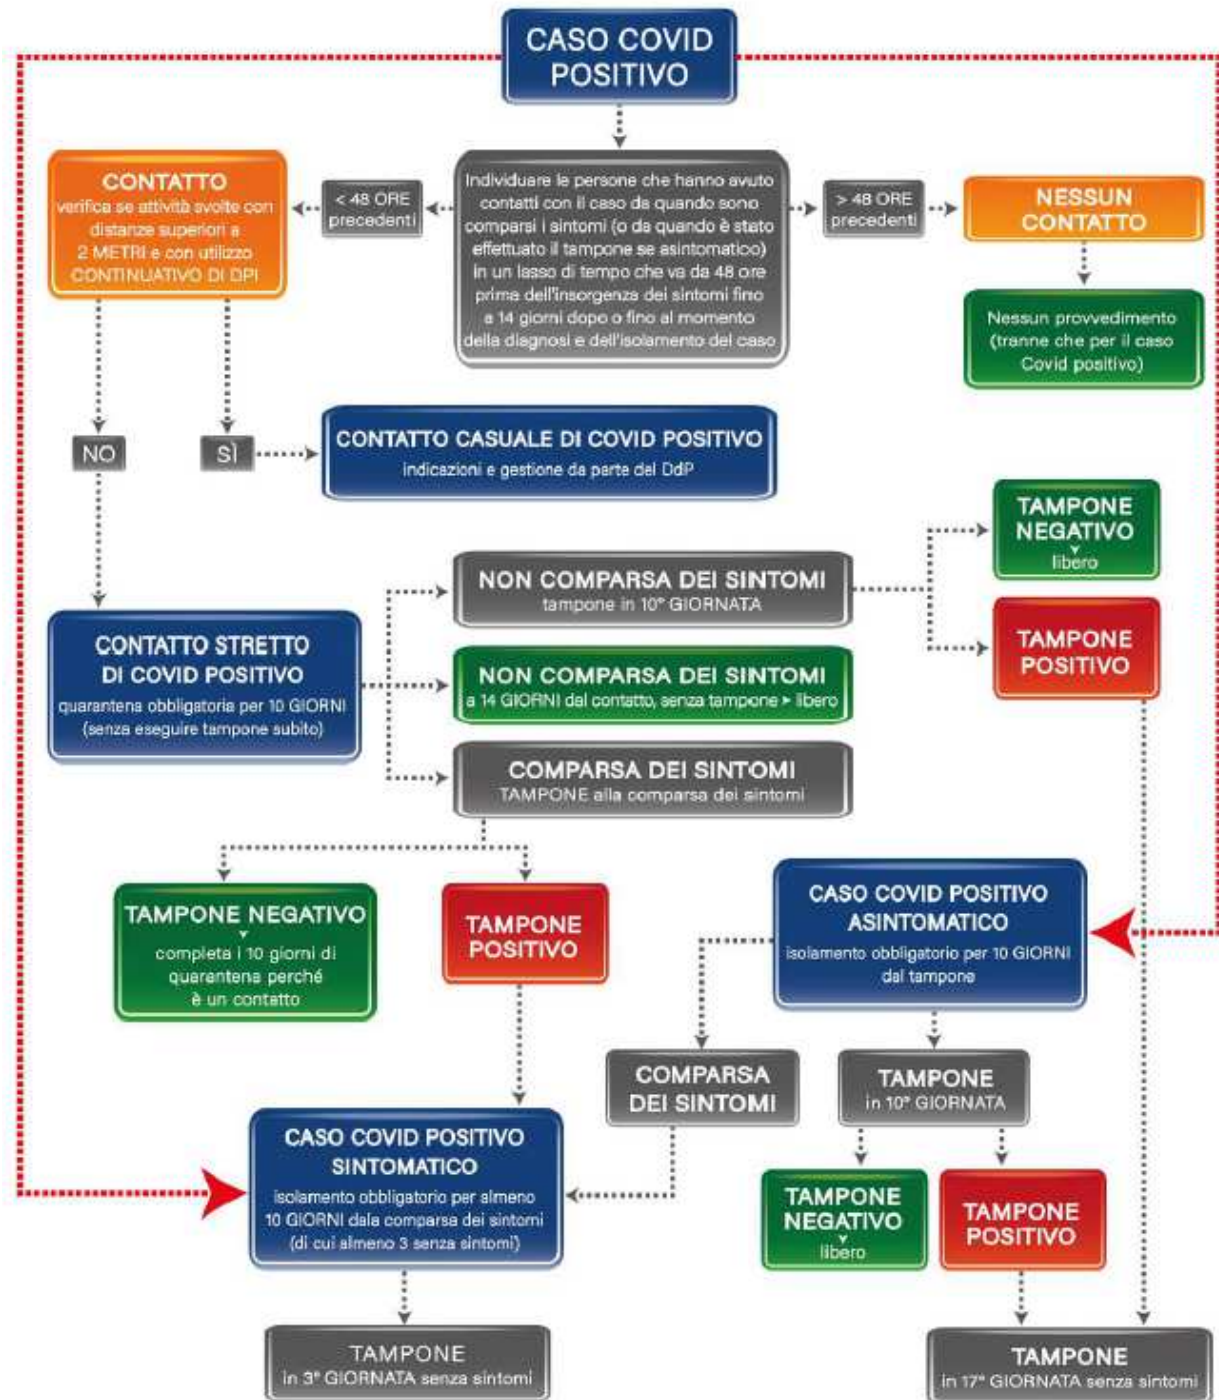 CASO COVID
POSITIVO
CONTATTO
verifica se attività svolte con
distanze superiori a
2 METRI e con utilizzo
CONTINUATIVO DI DPI
< 48 ORE
precedenti
Individuare le persone che hanno avuto
contatti con il caso da quando sono
comparsi i sintomi (o da quando è stato
effettuato il tampone se asintomatico)
in un lasso di tempo che va da 48 ore
prima dell'insorgenza dei sintomi fino
a 14 giorni dopo o fino al momento
della diagnosi e dell'isolamento del caso
> 48 ORE
precedenti
NESSUN
CONTATTO
Nessun provvedimento
(tranne che per il caso
Covid positivo)
NO
SÌ
CONTATTO CASUALE DI COVID POSITIVO
indicazioni e gestione da parte del DdP
CONTATTO STRETTO
DI COVID POSITIVO
quarantena obbligatoria per 10 GIORNI
(senza eseguire tampone subito)
NON COMPARSA DEI SINTOMI
tampone in 10° GIORNATA
TAMPONE
NEGATIVO
libero
TAMPONE
POSITIVO
NON COMPARSA DEI SINTOMI
a 14 GIORNI dal contatto, senza tampone ▸ libero
COMPARSA DEI SINTOMI
TAMPONE alla comparsa dei sintomi
TAMPONE NEGATIVO
completa i 10 giorni di
quarantena perché
è un contatto
TAMPONE
POSITIVO
CASO COVID POSITIVO
ASINTOMATICO
isolamento obbligatorio per 10 GIORNI
dal tampone
COMPARSA
DEI SINTOMI
TAMPONE
in 10° GIORNATA
CASO COVID POSITIVO
SINTOMATICO
isolamento obbligatorio per almeno
10 GIORNI dala comparsa dei sintomi
(di cui almeno 3 senza sintomi)
TAMPONE
NEGATIVO
libero
TAMPONE
POSITIVO
TAMPONE
in 3° GIORNATA senza sintomi
TAMPONE
in 17° GIORNATA senza sintomi